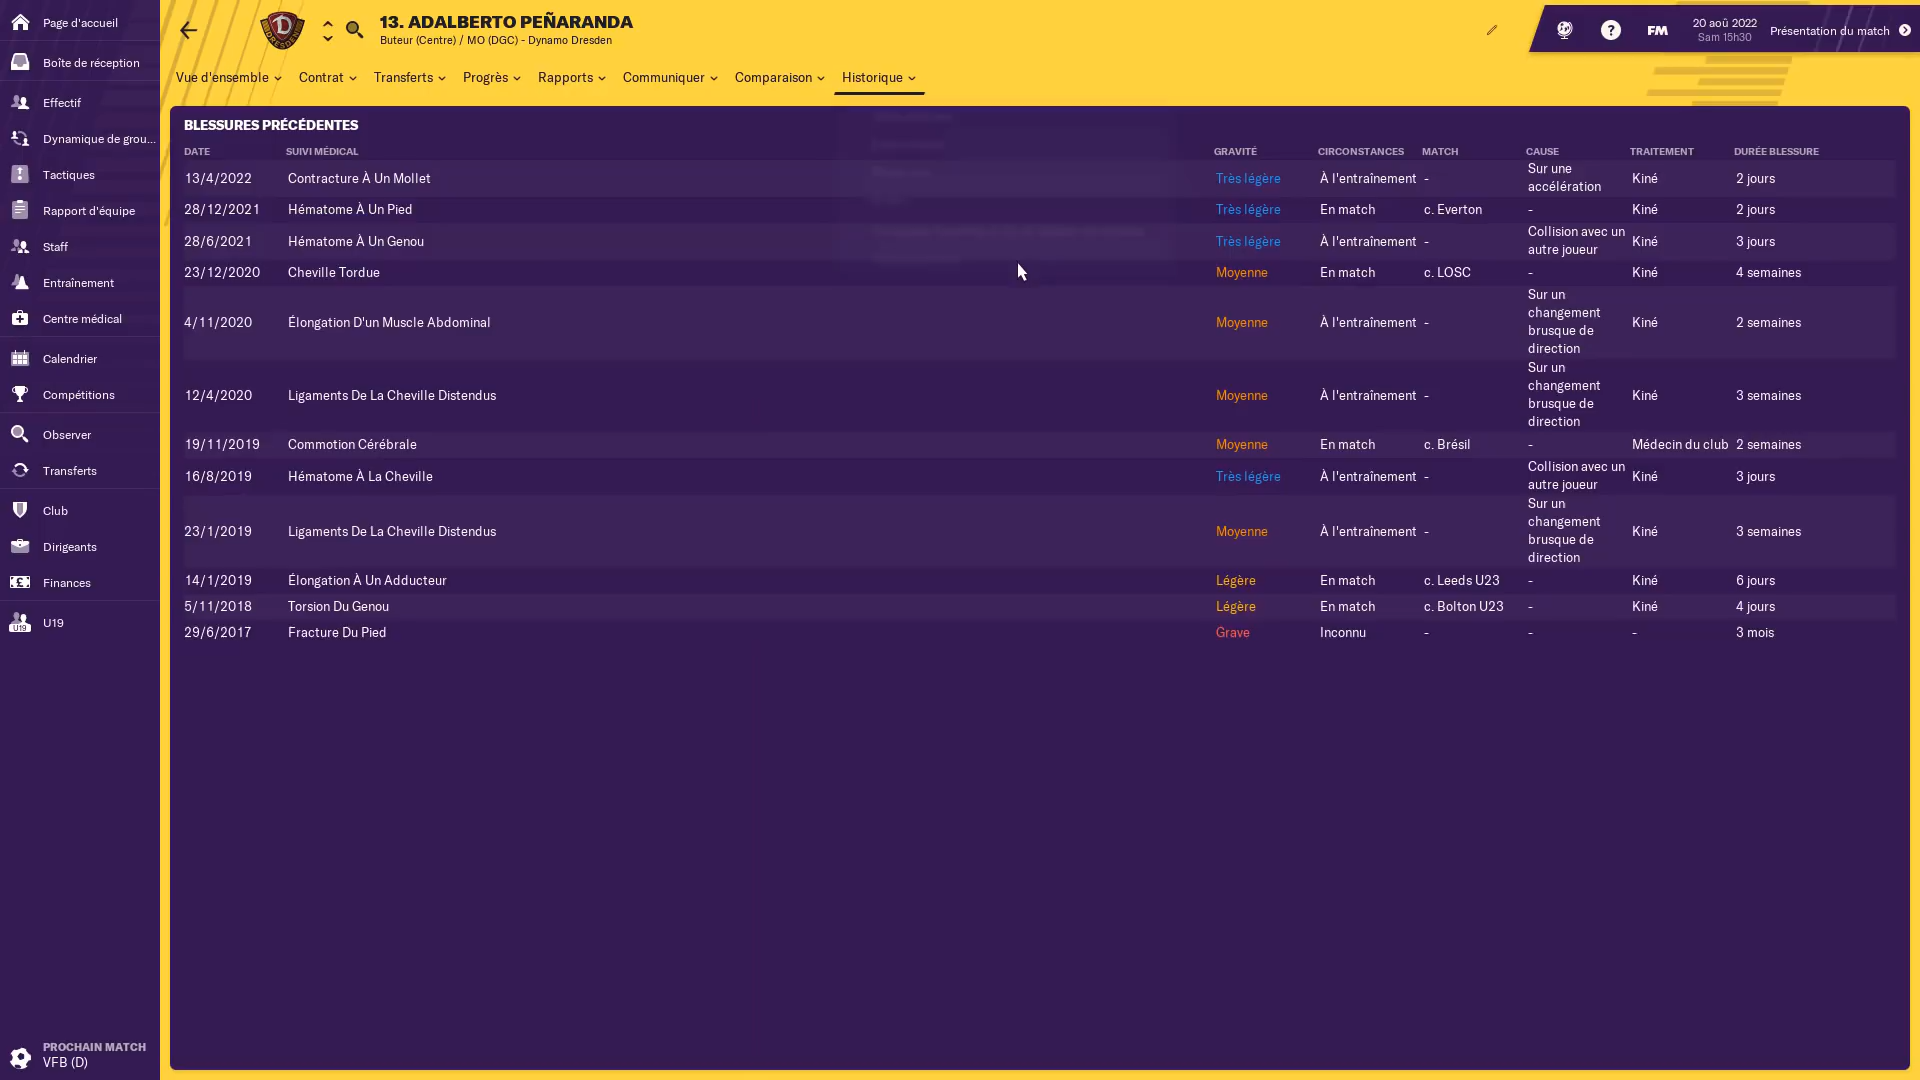 Page d'accueil
Boîte de réception
Effectif
Dynamique de grou...
Tactiques
Rapport d'équipe
Staff
Entraînement
Centre médical
Calendrier
Compétitions
Observer
Transferts
Club
Dirigeants
Finances
U19
U19
PROCHAIN MATCH
VFB (D)
13. ADALBERTO PEÑARANDA
Buteur (Centre) / MO (DGC) - Dynamo Dresden
? FM 20 aoû 2022 Présentation du match
Sam 15h30
Vue d'ensemble Contrat Transferts Progrès Rapports Communiquer Comparaison Historique
BLESSURES PRÉCÉDENTES
DATE SUIVI MÉDICAL GRAVITÉ CIRCONSTANCES MATCH CAUSE TRAITEMENT DURÉE BLESSURE
13/4/2022 Contracture À Un Mollet Très légère À l'entraînement - Sur une accélération Kiné 2 jours
28/12/2021 Hématome À Un Pied Très légère En match c. Everton - Kiné 2 jours
28/6/2021 Hématome À Un Genou Très légère À l'entraînement - Collision avec un autre joueur Kiné 3 jours
23/12/2020 Cheville Tordue Moyenne En match c. LOSC - Kiné 4 semaines
4/11/2020 Élongation D'un Muscle Abdominal Moyenne À l'entraînement - Sur un changement brusque de direction Kiné 2 semaines
12/4/2020 Ligaments De La Cheville Distendus Moyenne À l'entraînement - Sur un changement brusque de direction Kiné 3 semaines
19/11/2019 Commotion Cérébrale Moyenne En match c. Brésil - Médecin du club 2 semaines
16/8/2019 Hématome À La Cheville Très légère À l'entraînement - Collision avec un autre joueur Kiné 3 jours
23/1/2019 Ligaments De La Cheville Distendus Moyenne À l'entraînement - Sur un changement brusque de direction Kiné 3 semaines
14/1/2019 Élongation À Un Adducteur Légère En match c. Leeds U23 - Kiné 6 jours
5/11/2018 Torsion Du Genou Légère En match c. Bolton U23 - Kiné 4 jours
29/6/2017 Fracture Du Pied Grave Inconnu - - - 3 mois